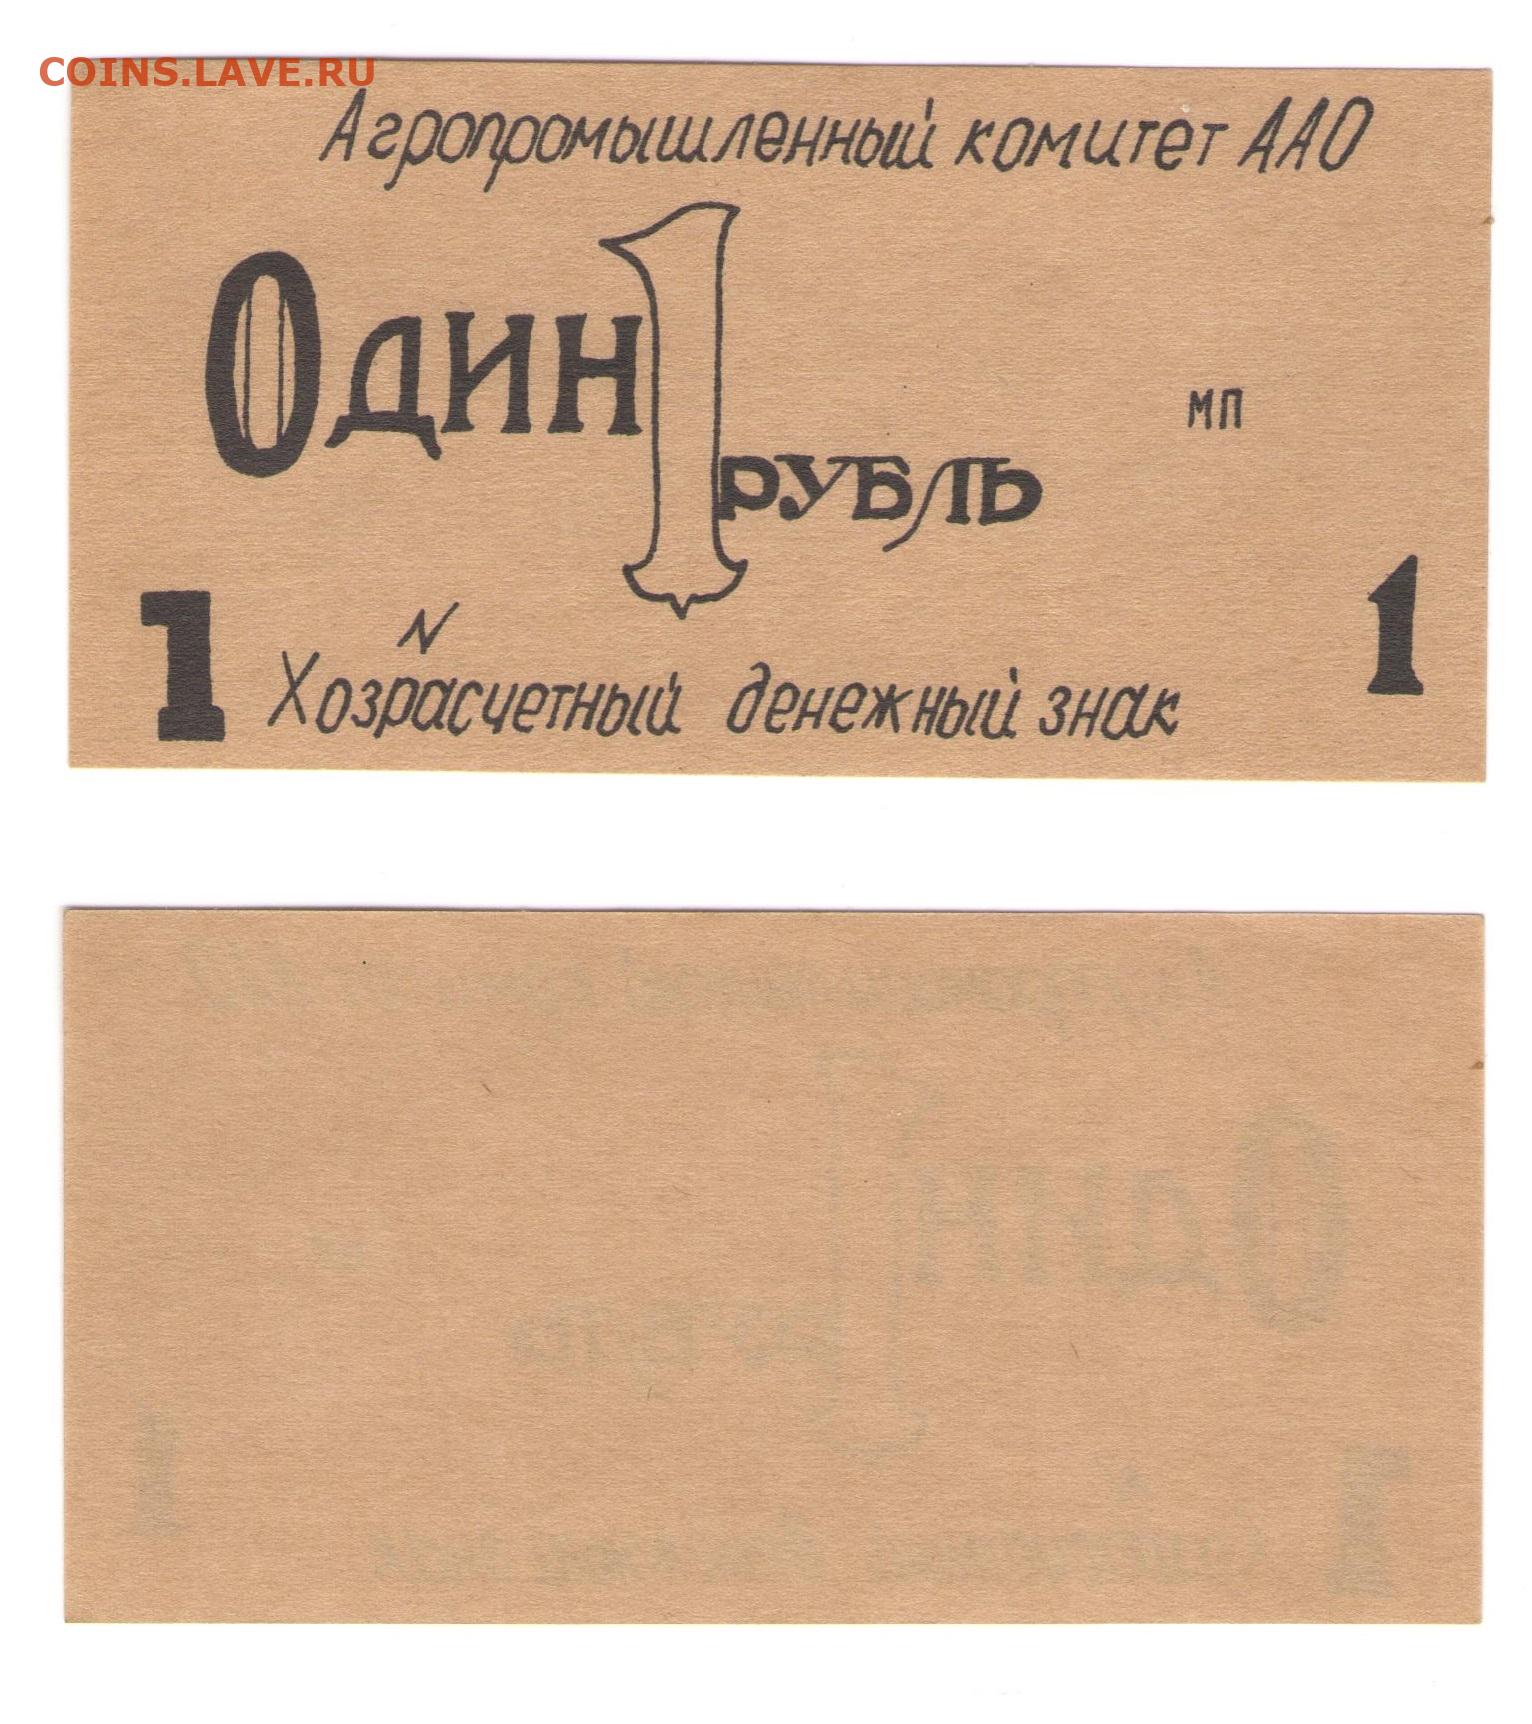 COINS.LAVE.RU
Агропромышленный комитет ААО
Один 1 рубль
МП
1
N
Хозрасчетный денежный знак
1